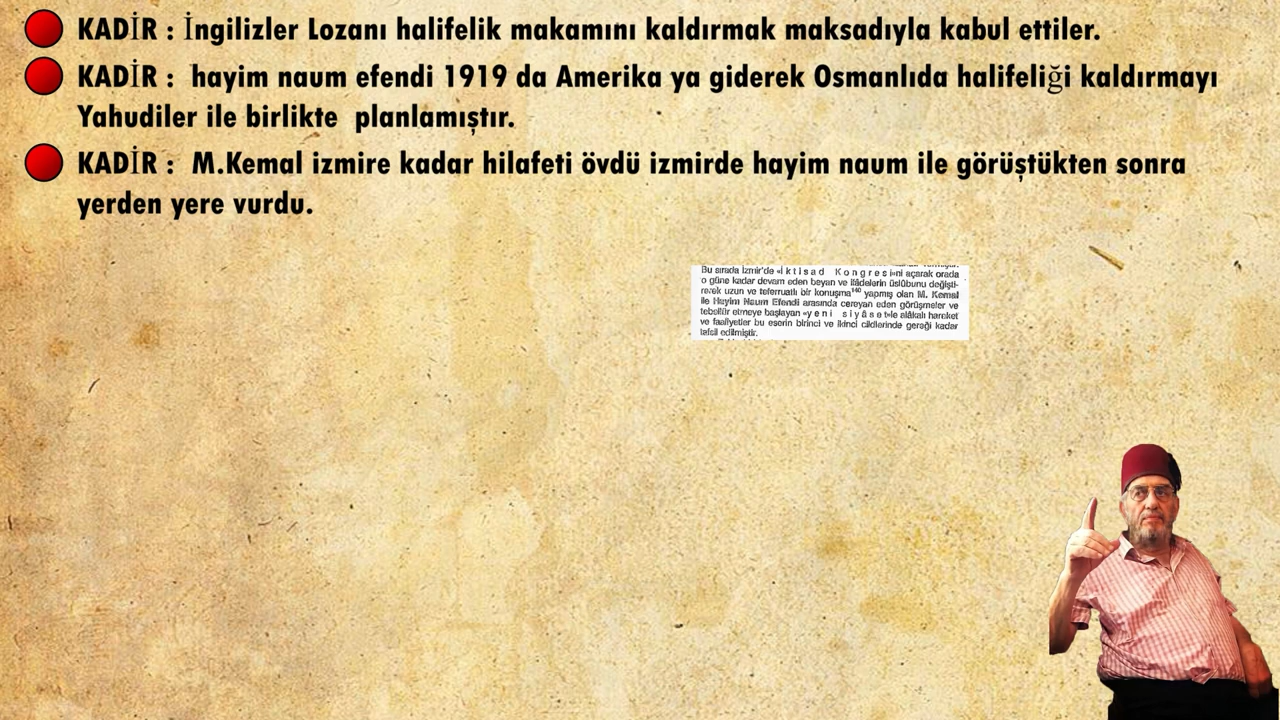 KADİR : İngilizler Lozanı halifelik makamını kaldırmak maksadıyla kabul ettiler.
KADİR : hayim naum efendi 1919 da Amerika ya giderek Osmanlıda halifeliği kaldırmayı
Yahudiler ile birlikte planlamıştır.
KADİR : M.Kemal izmire kadar hilafeti övdü izmirde hayim naum ile görüştükten sonra
yerden yere vurdu.
Bu sırada İzmir'de «İktisad Kongresi»ni açarak orada
o güne kadar devam eden beyan ve ifâdelerin üslûbunu değişti-
rerek uzun ve teferruatlı bir konuşma¹⁴⁰ yapmış olan M. Kemal
ile Hayim Naum Efendi arasında cereyan eden görüşmeler ve
tebellür etmeye başlayan «yeni siyâset»le alâkalı hareket
ve faaliyetler bu eserin birinci ve ikinci cildlerinde gereği kadar
tafsil edilmiştir.